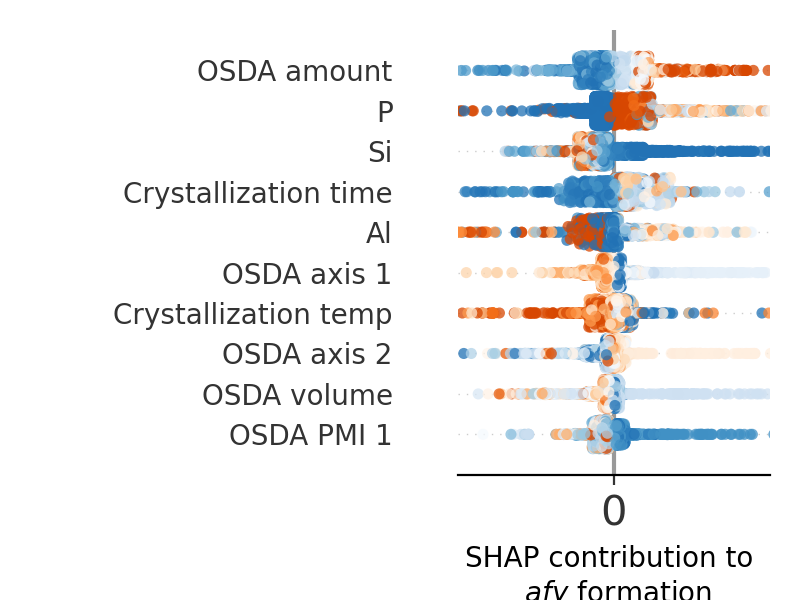 OSDA amount
P
Si
Crystallization time
Al
OSDA axis 1
Crystallization temp
OSDA axis 2
OSDA volume
OSDA PMI 1
0
SHAP contribution to
afy formation